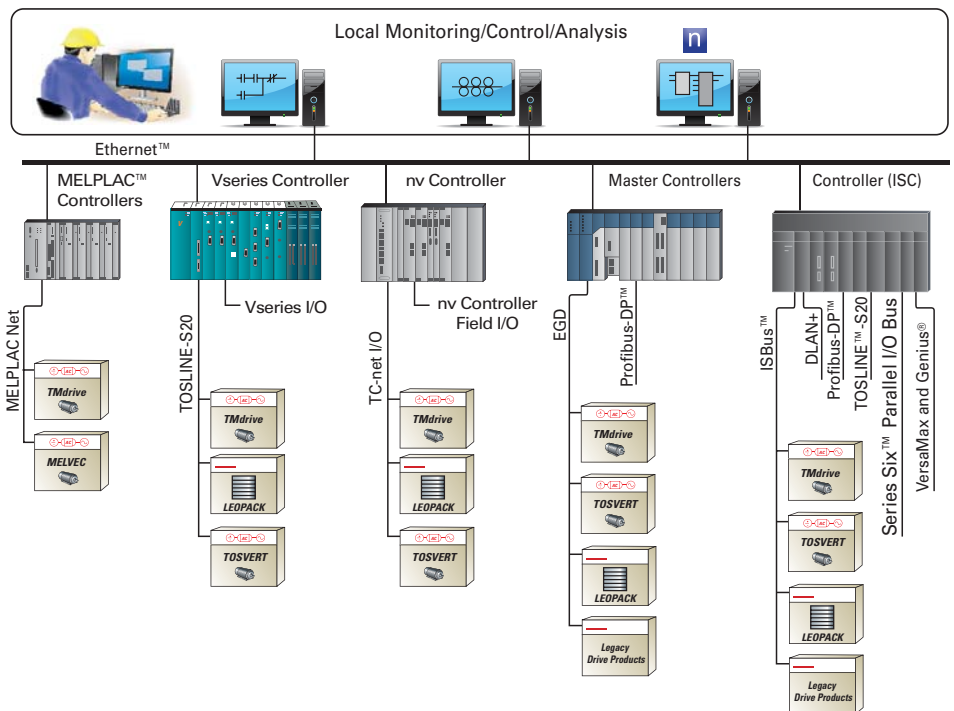 Local Monitoring/Control/Analysis
n
Ethernet™
MELPLAC™
Controllers
Vseries Controller
nv Controller
Master Controllers
Controller (ISC)
MELPLAC Net
TMdrive
MELVEC
TOSLINE-S20
Vseries I/O
TMdrive
LEOPACK
TOSVERT
TC-net I/O
nv Controller
Field I/O
TMdrive
LEOPACK
TOSVERT
EGD
Profibus-DP™
TMdrive
TOSVERT
LEOPACK
Legacy
Drive Products
ISBus™
DLAN+
Profibus-DP™
TOSLINE™-S20
Series Six™ Parallel I/O Bus
VersaMax and Genius®
TMdrive
TOSVERT
LEOPACK
Legacy
Drive Products